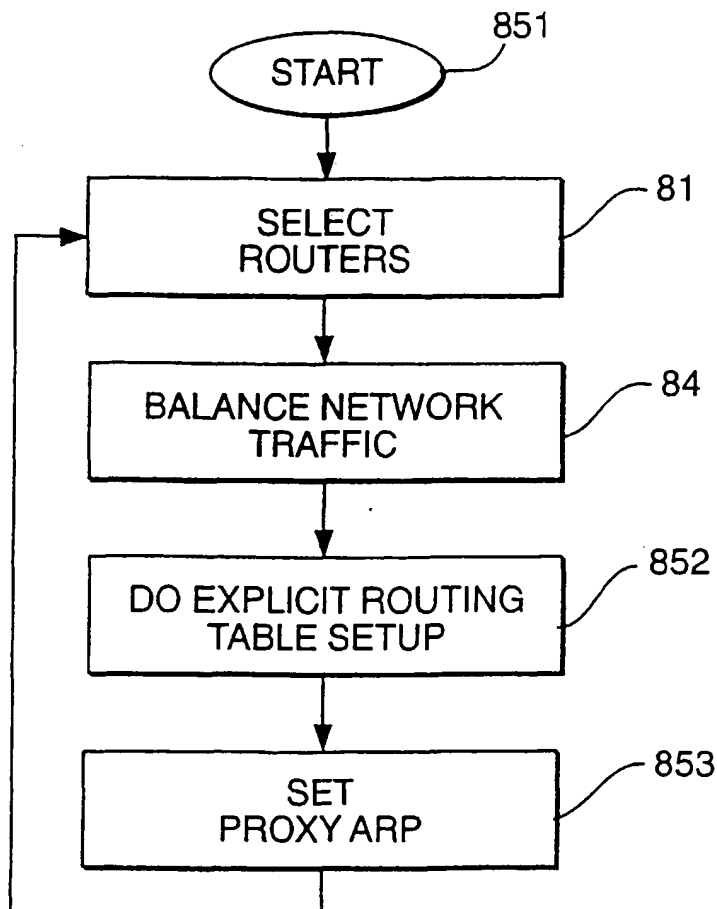 851
START
81
SELECT
ROUTERS
84
BALANCE NETWORK
TRAFFIC
852
DO EXPLICIT ROUTING
TABLE SETUP
853
SET
PROXY ARP